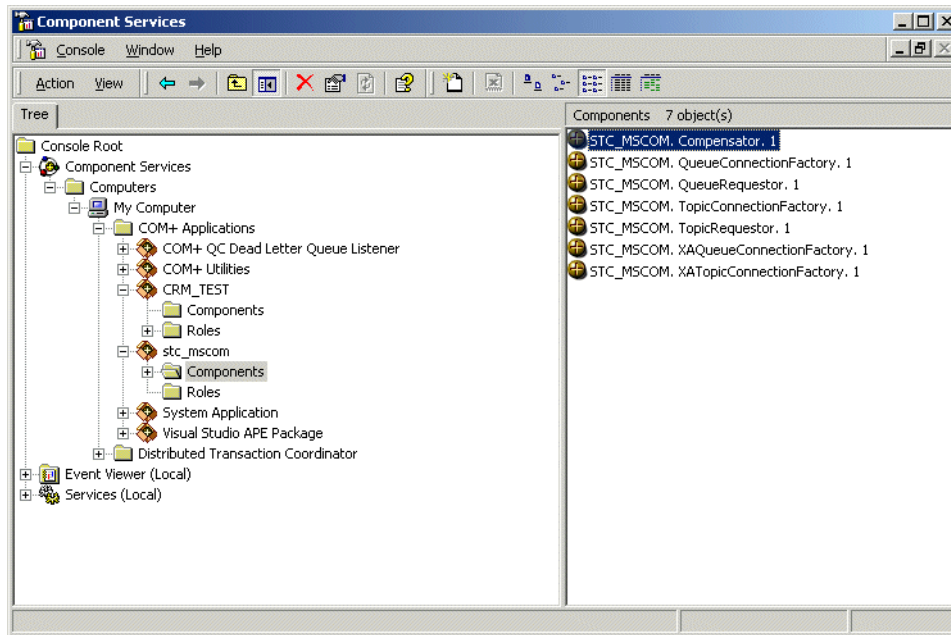 Component Services
Console Window Help
Action View
Tree
Components 7 object(s)
Console Root
Component Services
Computers
My Computer
COM+ Applications
COM+ QC Dead Letter Queue Listener
COM+ Utilities
CRM_TEST
Components
Roles
stc_mscom
Components
Roles
System Application
Visual Studio APE Package
Distributed Transaction Coordinator
Event Viewer (Local)
Services (Local)
STC_MSCOM. Compensator. 1
STC_MSCOM. QueueConnectionFactory. 1
STC_MSCOM. QueueRequestor. 1
STC_MSCOM. TopicConnectionFactory. 1
STC_MSCOM. TopicRequestor. 1
STC_MSCOM. XAQueueConnectionFactory. 1
STC_MSCOM. XATopicConnectionFactory. 1